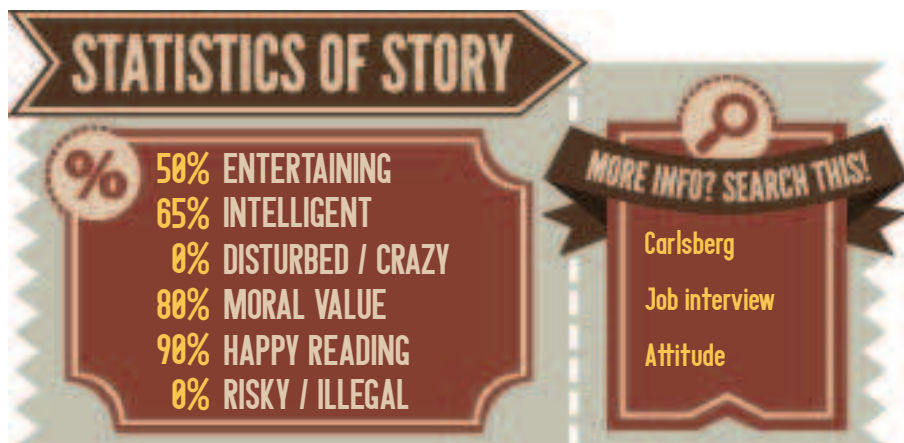 STATISTICS OF STORY
%
50% ENTERTAINING
65% INTELLIGENT
0% DISTURBED / CRAZY
80% MORAL VALUE
90% HAPPY READING
0% RISKY / ILLEGAL
MORE INFO? SEARCH THIS!
Carlsberg
Job interview
Attitude